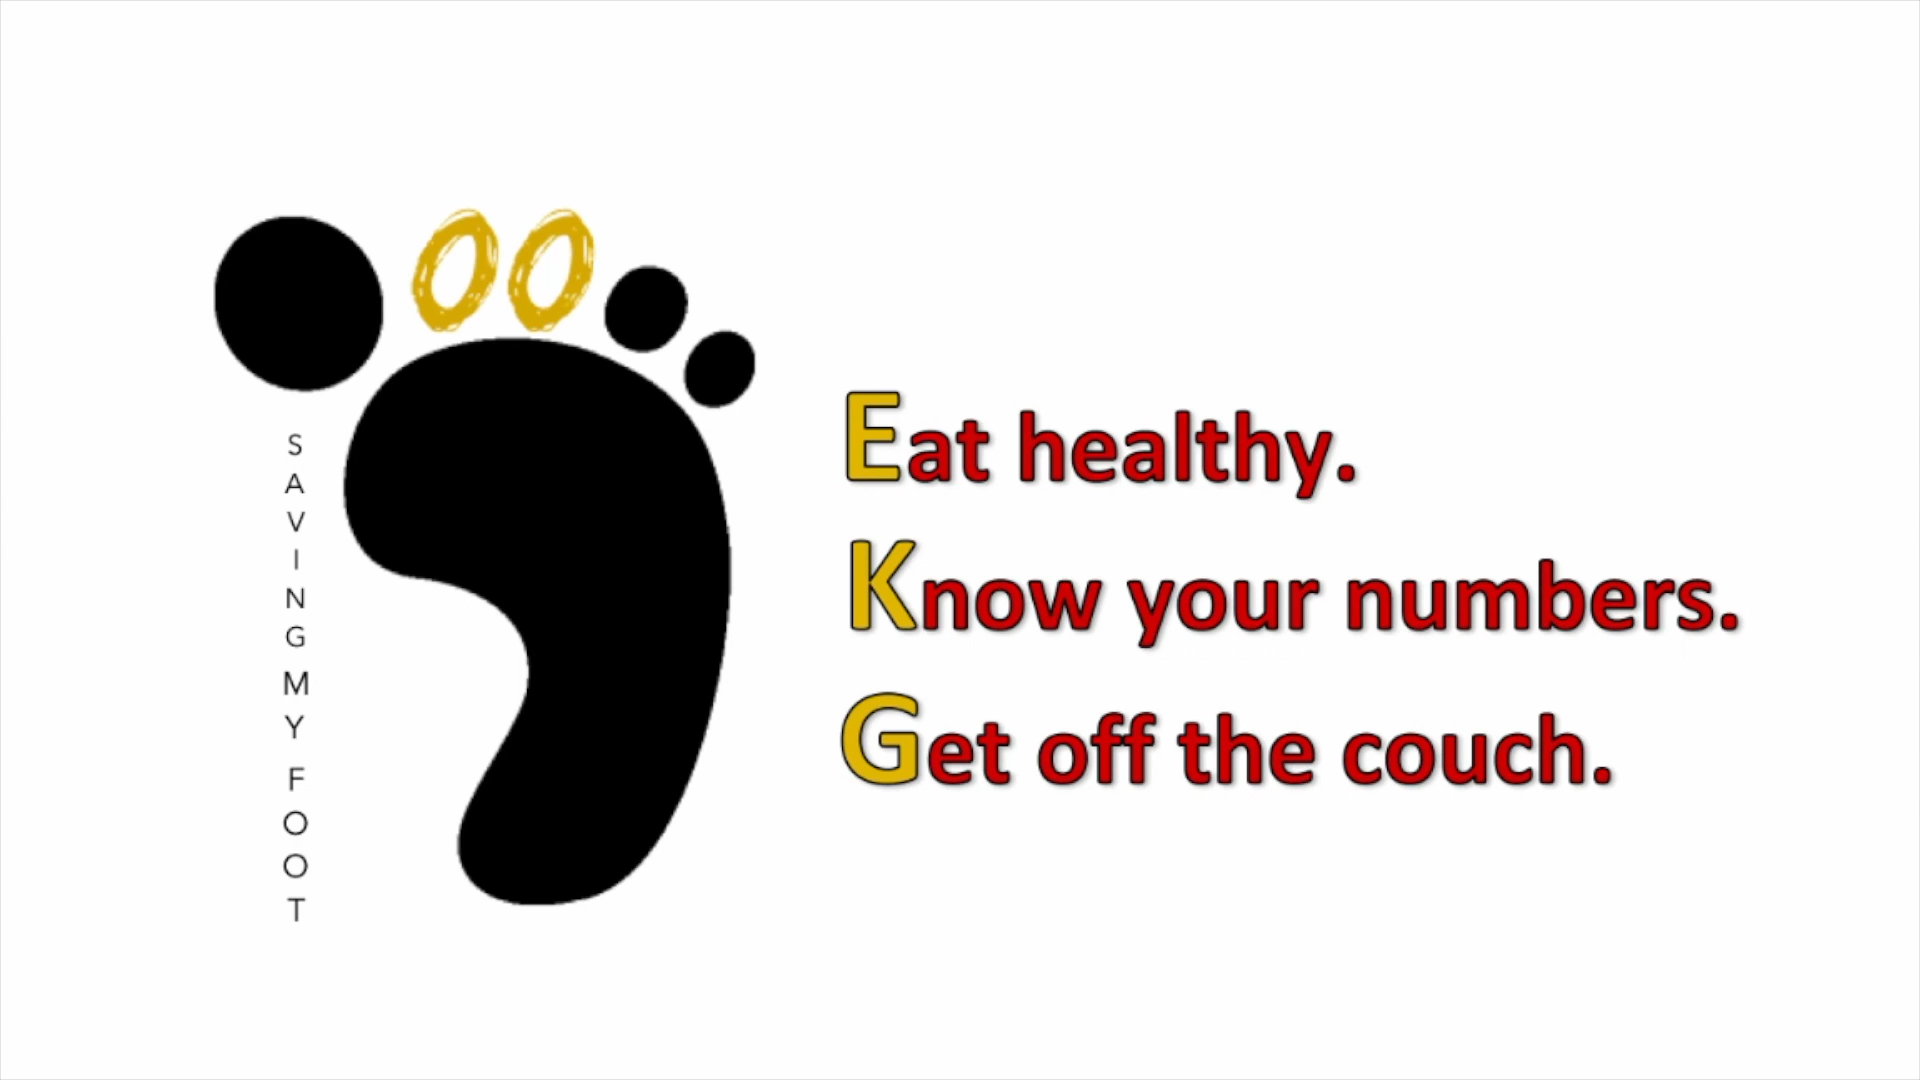 SAVING MY FOOT
Eat healthy.
Know your numbers.
Get off the couch.